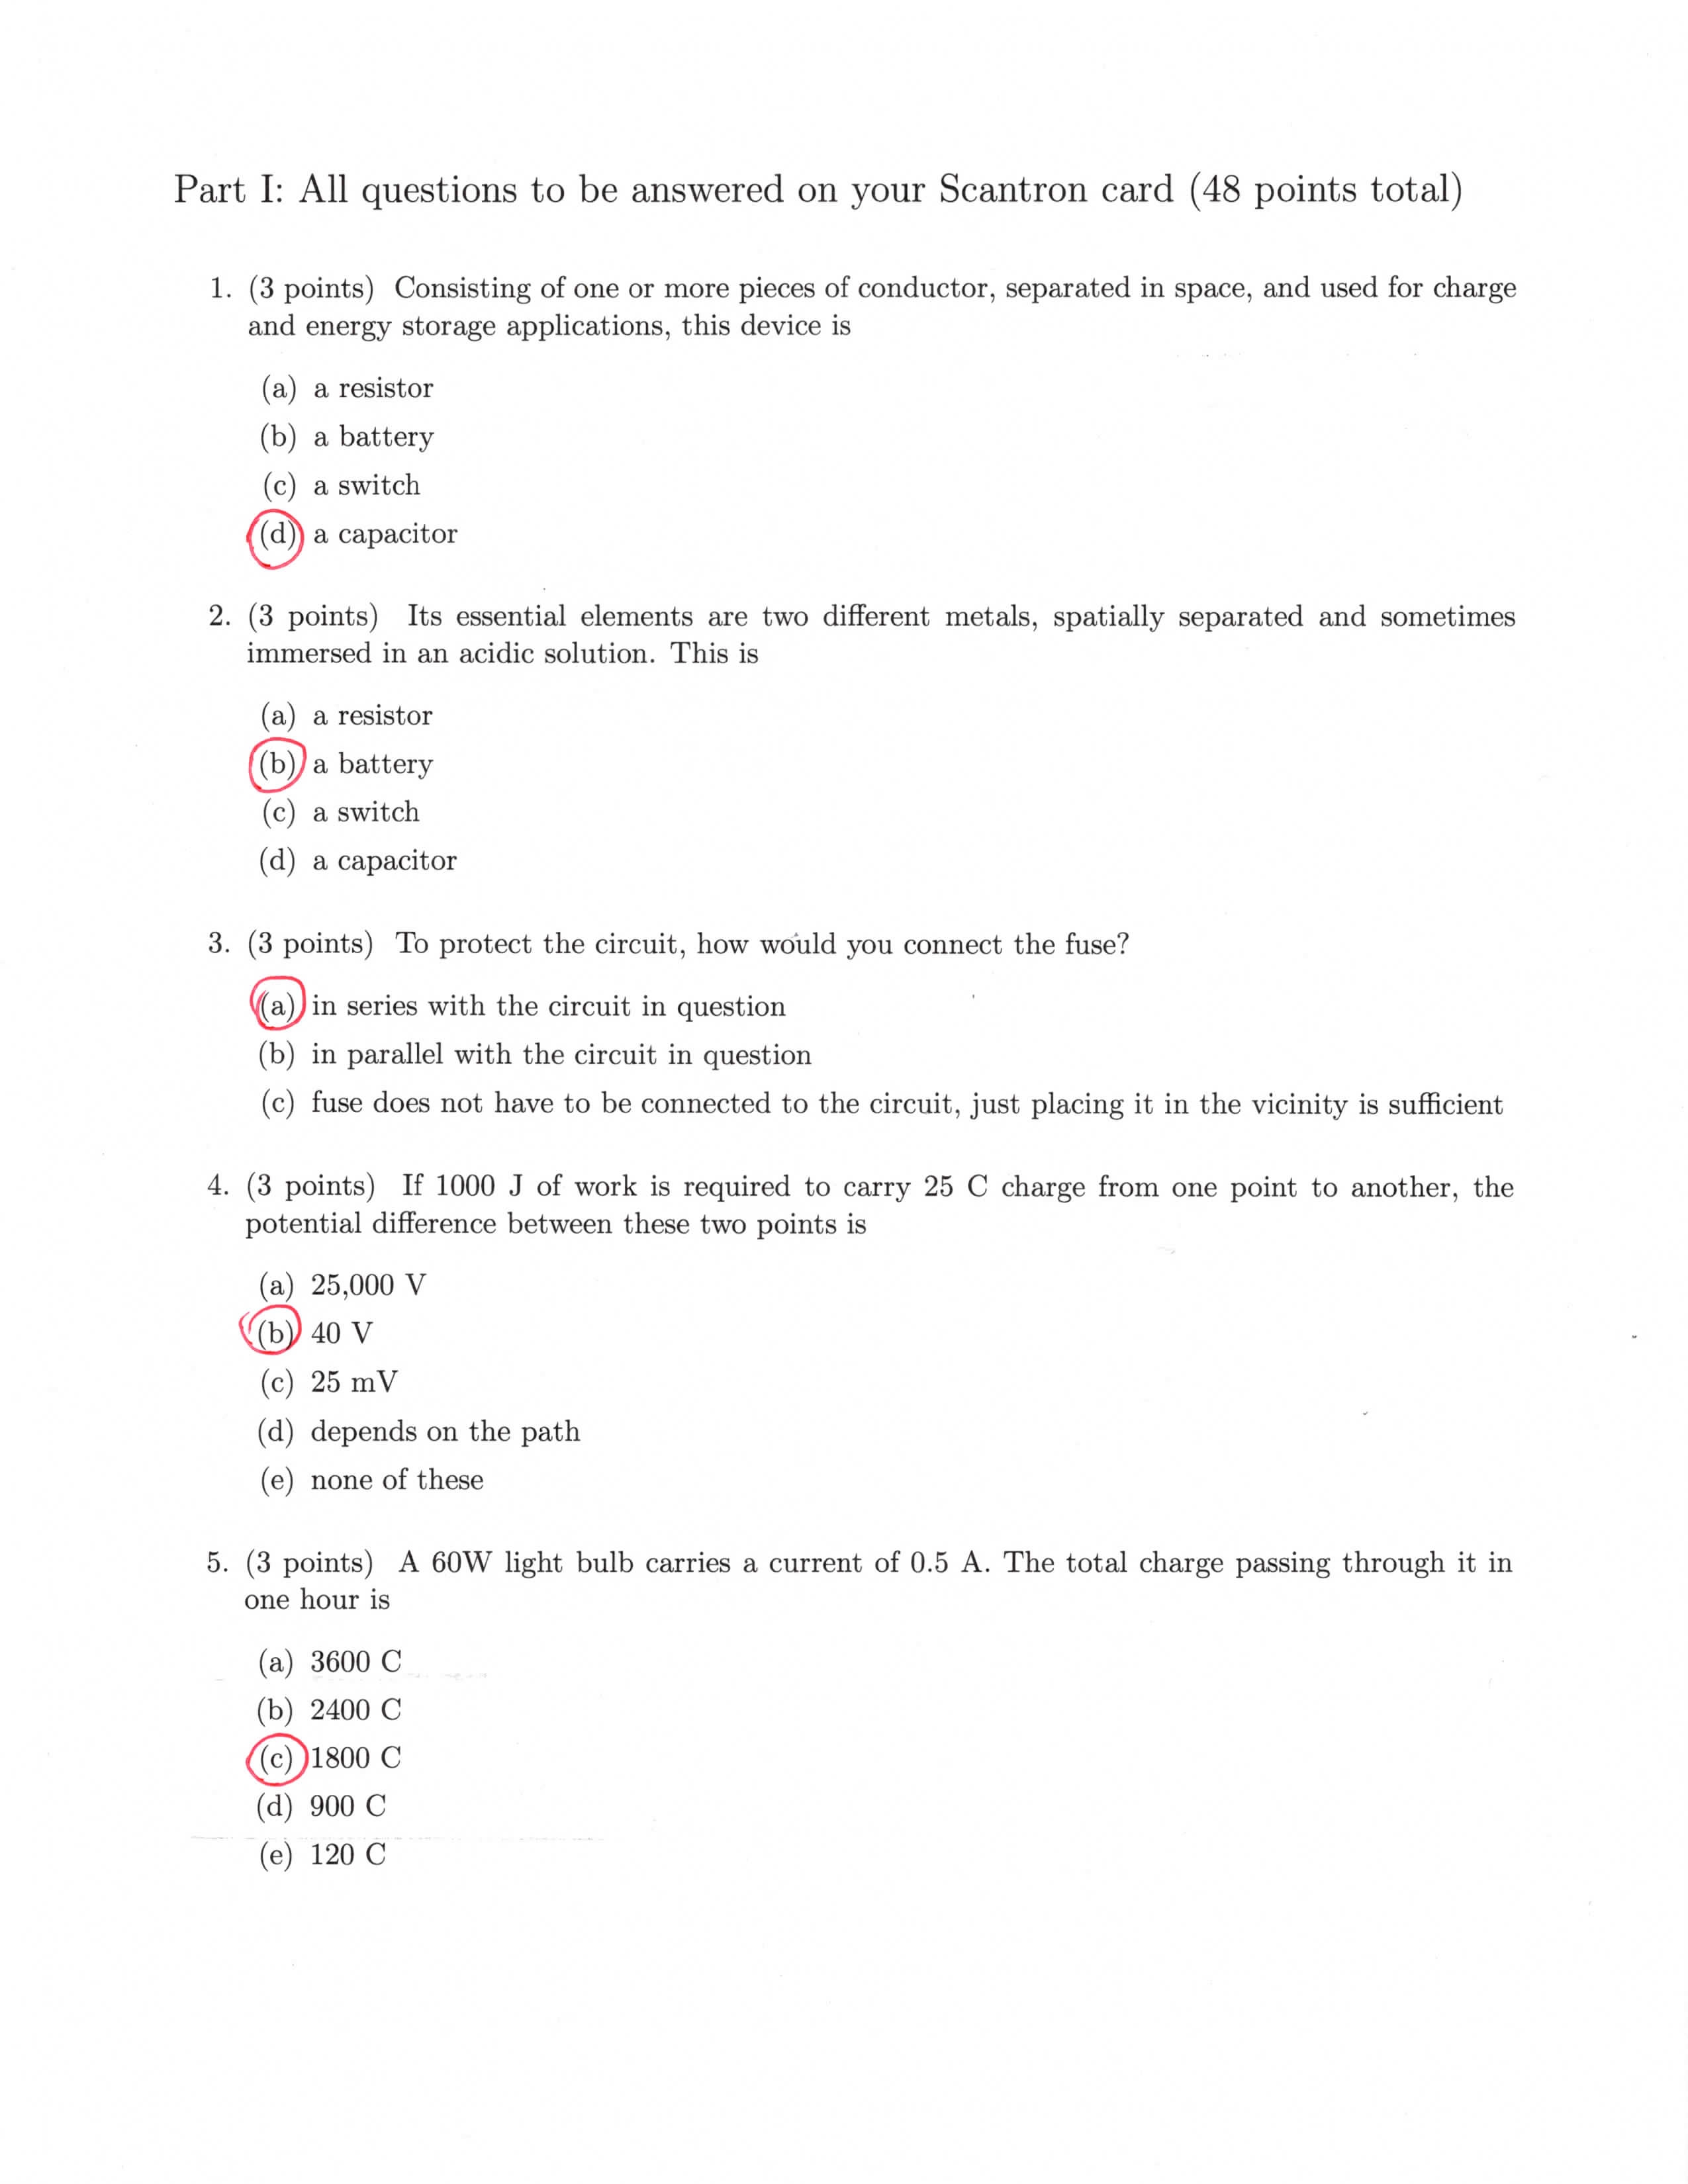 Part I: All questions to be answered on your Scantron card (48 points total)
1. (3 points) Consisting of one or more pieces of conductor, separated in space, and used for charge
and energy storage applications, this device is
(a) a resistor
(b) a battery
(c) a switch
(d) a capacitor
2. (3 points) Its essential elements are two different metals, spatially separated and sometimes
immersed in an acidic solution. This is
(a) a resistor
(b) a battery
(c) a switch
(d) a capacitor
3. (3 points) To protect the circuit, how would you connect the fuse?
(a) in series with the circuit in question
(b) in parallel with the circuit in question
(c) fuse does not have to be connected to the circuit, just placing it in the vicinity is sufficient
4. (3 points) If 1000 J of work is required to carry 25 C charge from one point to another, the
potential difference between these two points is
(a) 25,000 V
(b) 40 V
(c) 25 mV
(d) depends on the path
(e) none of these
5. (3 points) A 60W light bulb carries a current of 0.5 A. The total charge passing through it in
one hour is
(a) 3600 C
(b) 2400 C
(c) 1800 C
(d) 900 C
(e) 120 C